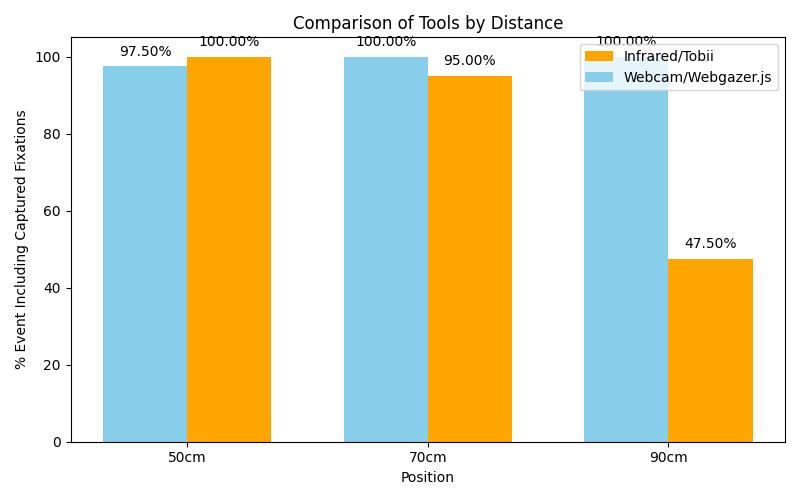 Comparison of Tools by Distance
% Event Including Captured Fixations
100
80
60
40
20
0
97.50%
100.00%
100.00%
95.00%
100.00%
47.50%
Infrared/Tobii
Webcam/Webgazer.js
50cm
70cm
90cm
Position